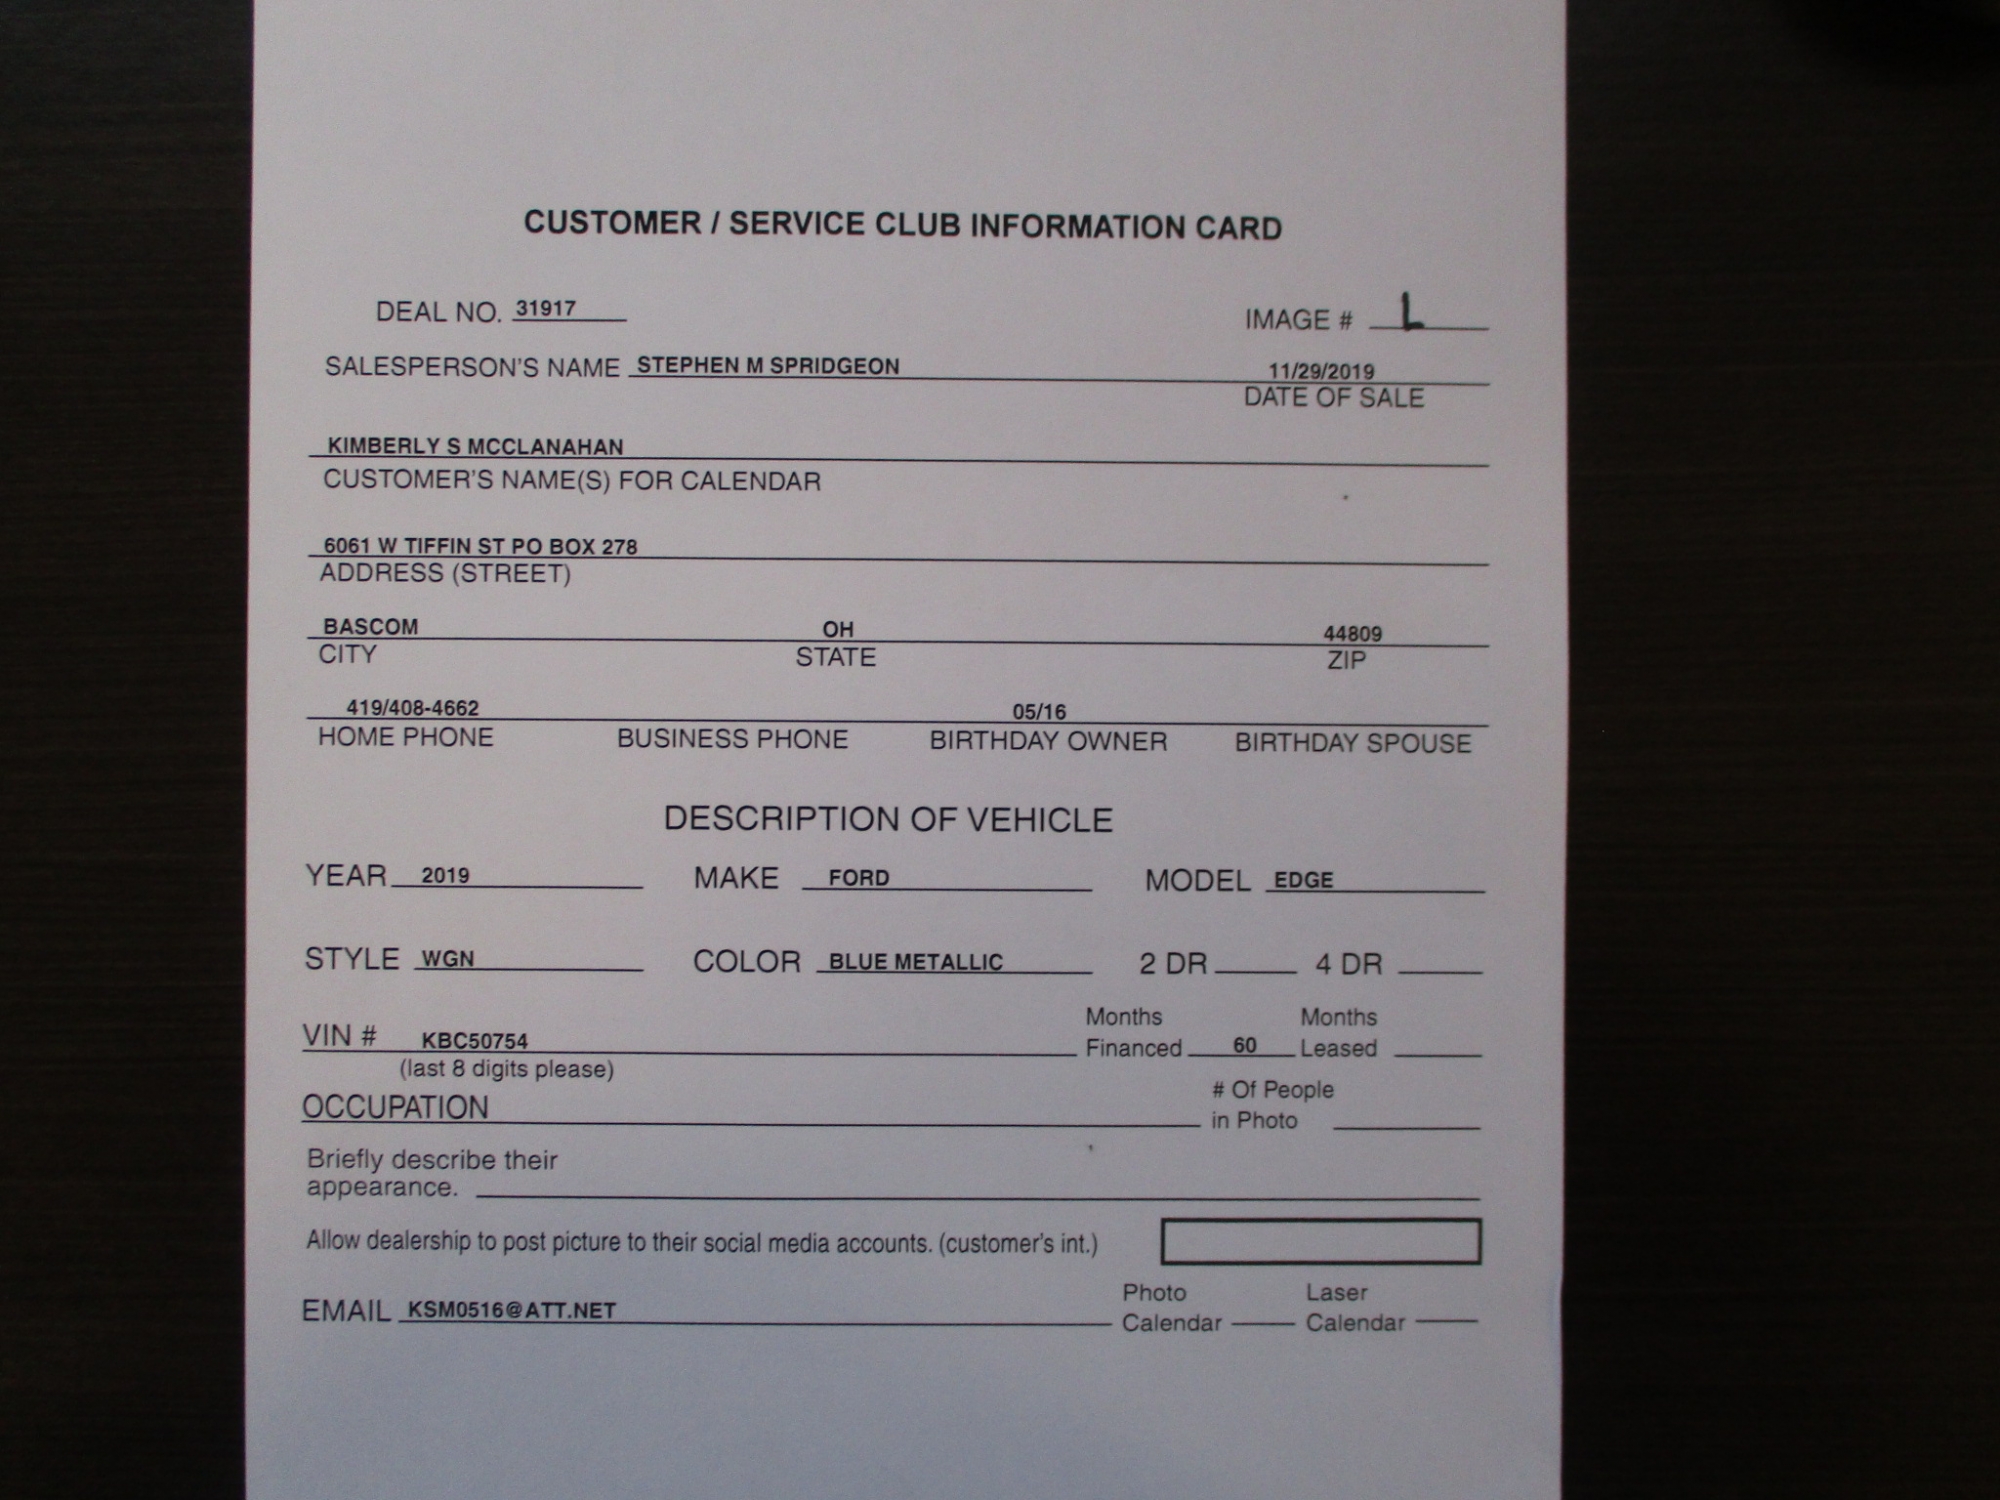 CUSTOMER / SERVICE CLUB INFORMATION CARD
DEAL NO. 31917 IMAGE # L
SALESPERSON'S NAME STEPHEN M SPRIDGEON 11/29/2019
DATE OF SALE
KIMBERLY S MCCLANAHAN
CUSTOMER'S NAME(S) FOR CALENDAR
6061 W TIFFIN ST PO BOX 278
ADDRESS (STREET)
BASCOM OH 44809
CITY STATE ZIP
419/408-4662 05/16
HOME PHONE BUSINESS PHONE BIRTHDAY OWNER BIRTHDAY SPOUSE
DESCRIPTION OF VEHICLE
YEAR 2019 MAKE FORD MODEL EDGE
STYLE WGN COLOR BLUE METALLIC 2 DR 4 DR
Months Months
VIN # KBC50754 Financed 60 Leased
(last 8 digits please)
# Of People
OCCUPATION in Photo
Briefly describe their
appearance.
Allow dealership to post picture to their social media accounts. (customer's int.)
Photo Laser
EMAIL KSM0516@ATT.NET Calendar Calendar